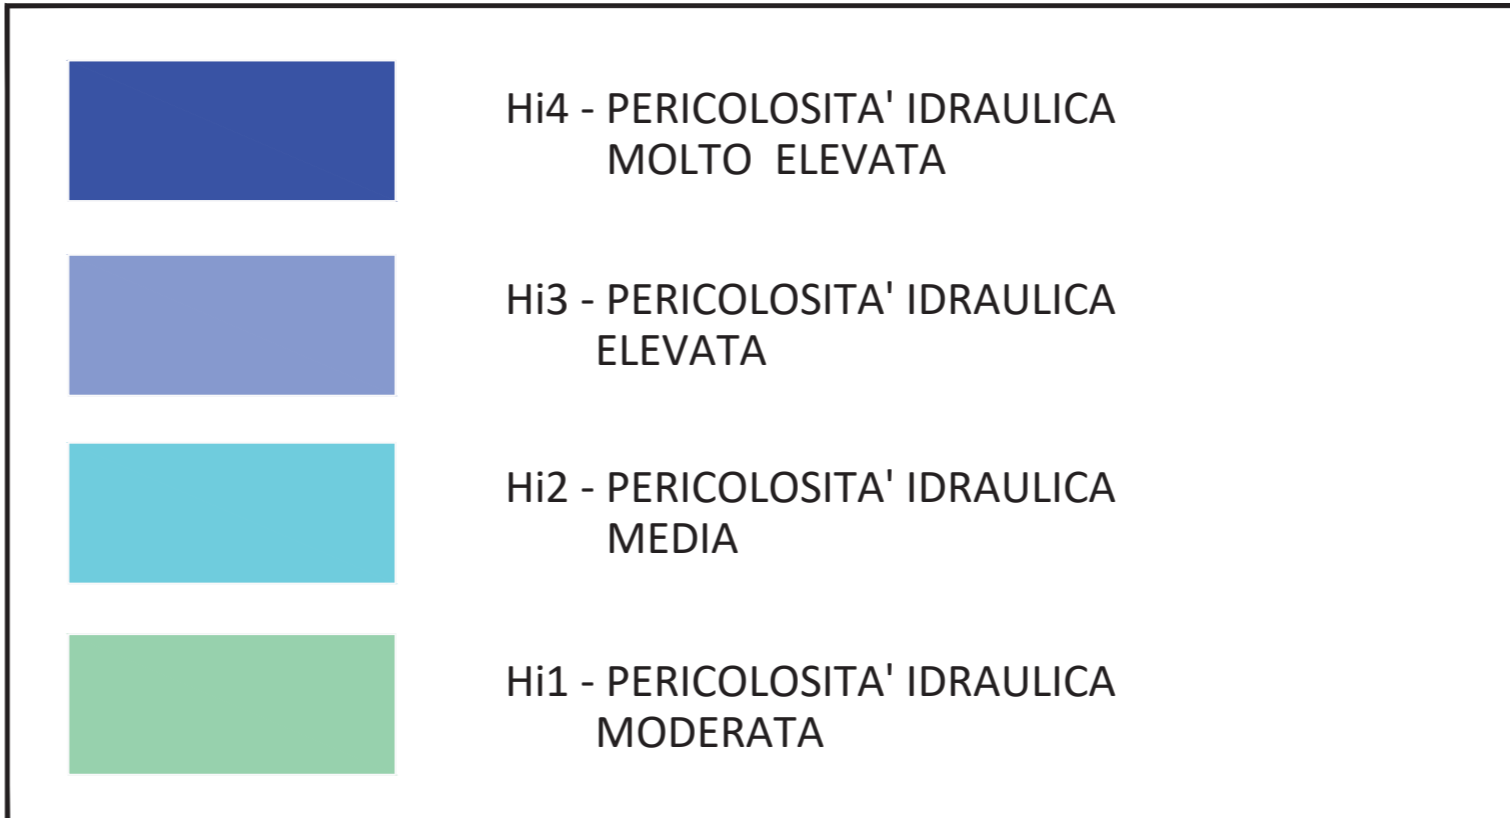 Hi4 - PERICOLOSITA' IDRAULICA
MOLTO  ELEVATA
Hi3 - PERICOLOSITA' IDRAULICA
ELEVATA
Hi2 - PERICOLOSITA' IDRAULICA
MEDIA
Hi1 - PERICOLOSITA' IDRAULICA
MODERATA